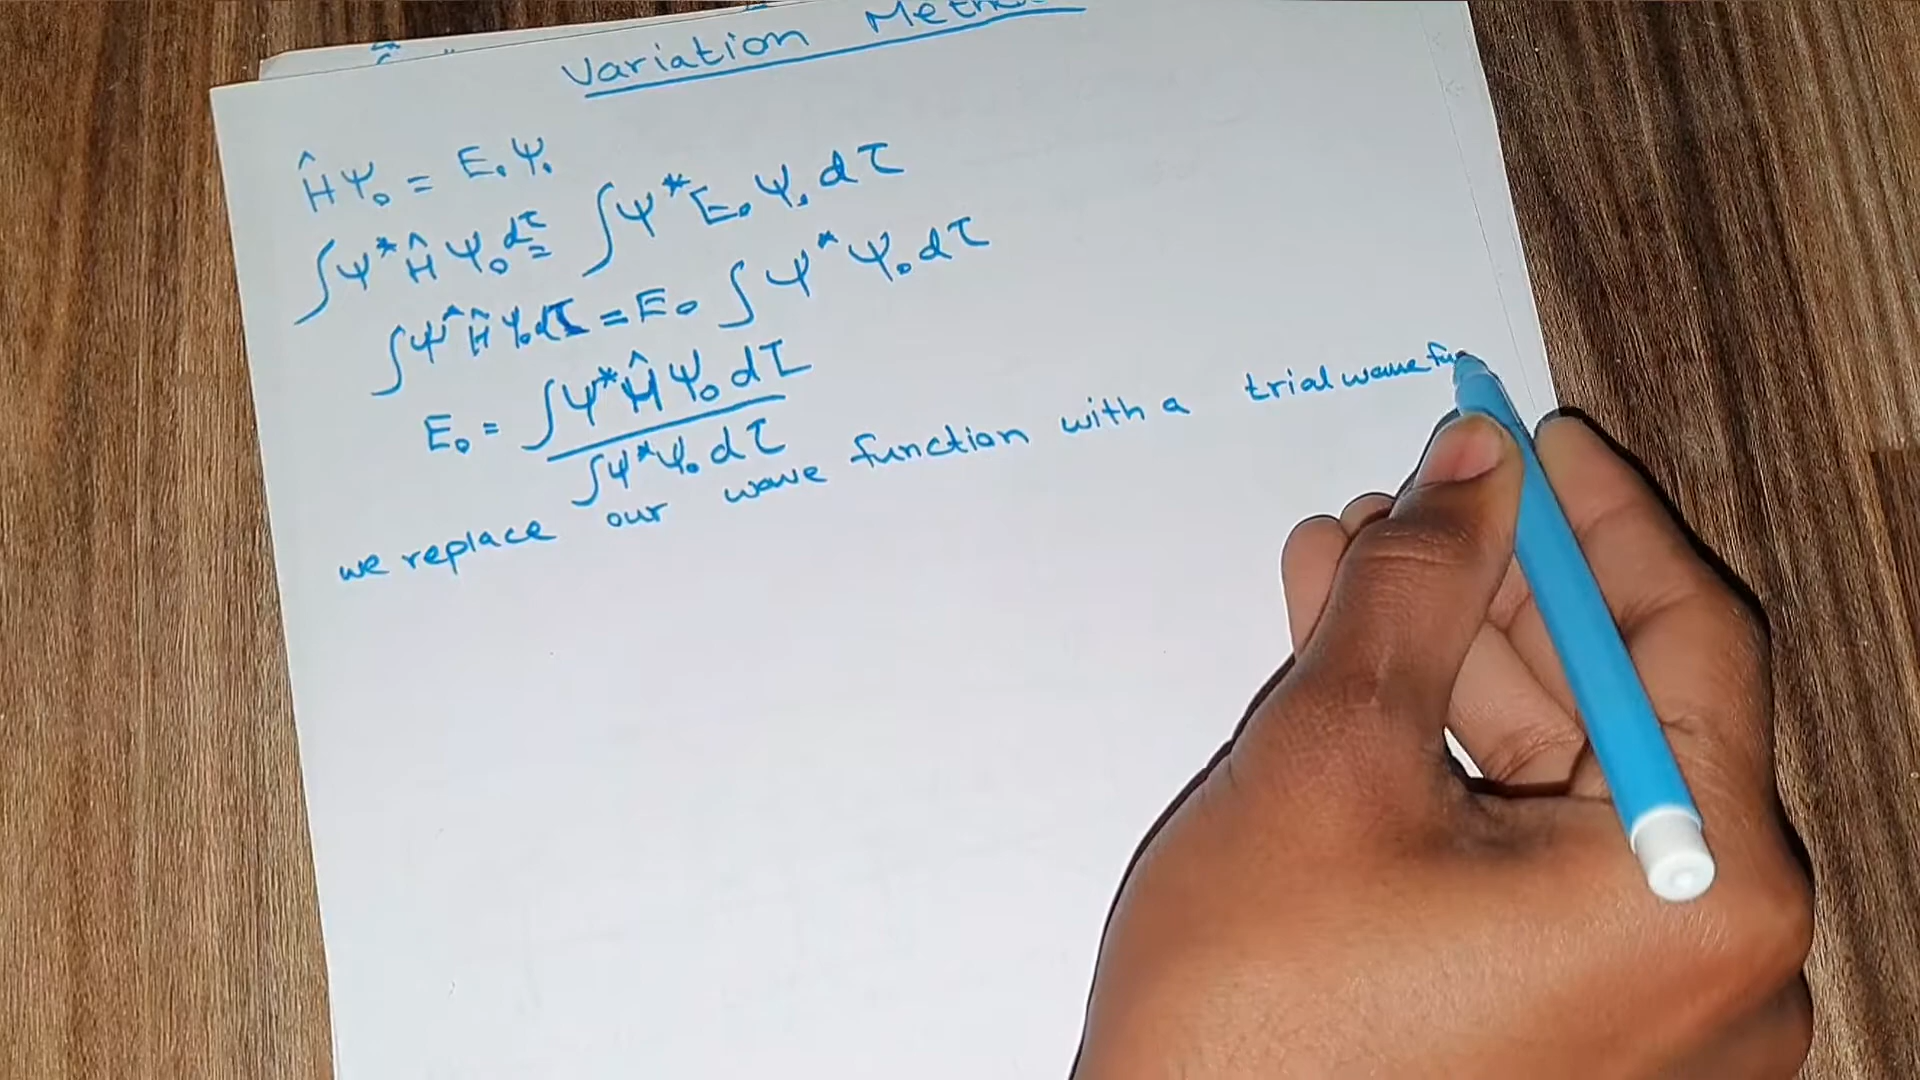 Variation Meth
ĤΨ₀ = E₀Ψ₀
∫Ψ*ĤΨ₀dτ = ∫Ψ*E₀Ψ₀dτ
∫Ψ*ĤΨ₀dτ = E₀∫Ψ*Ψ₀dτ
E₀ = ∫Ψ*ĤΨ₀dτ
∫Ψ*Ψ₀dτ
we replace our wave function with a trial wave fu